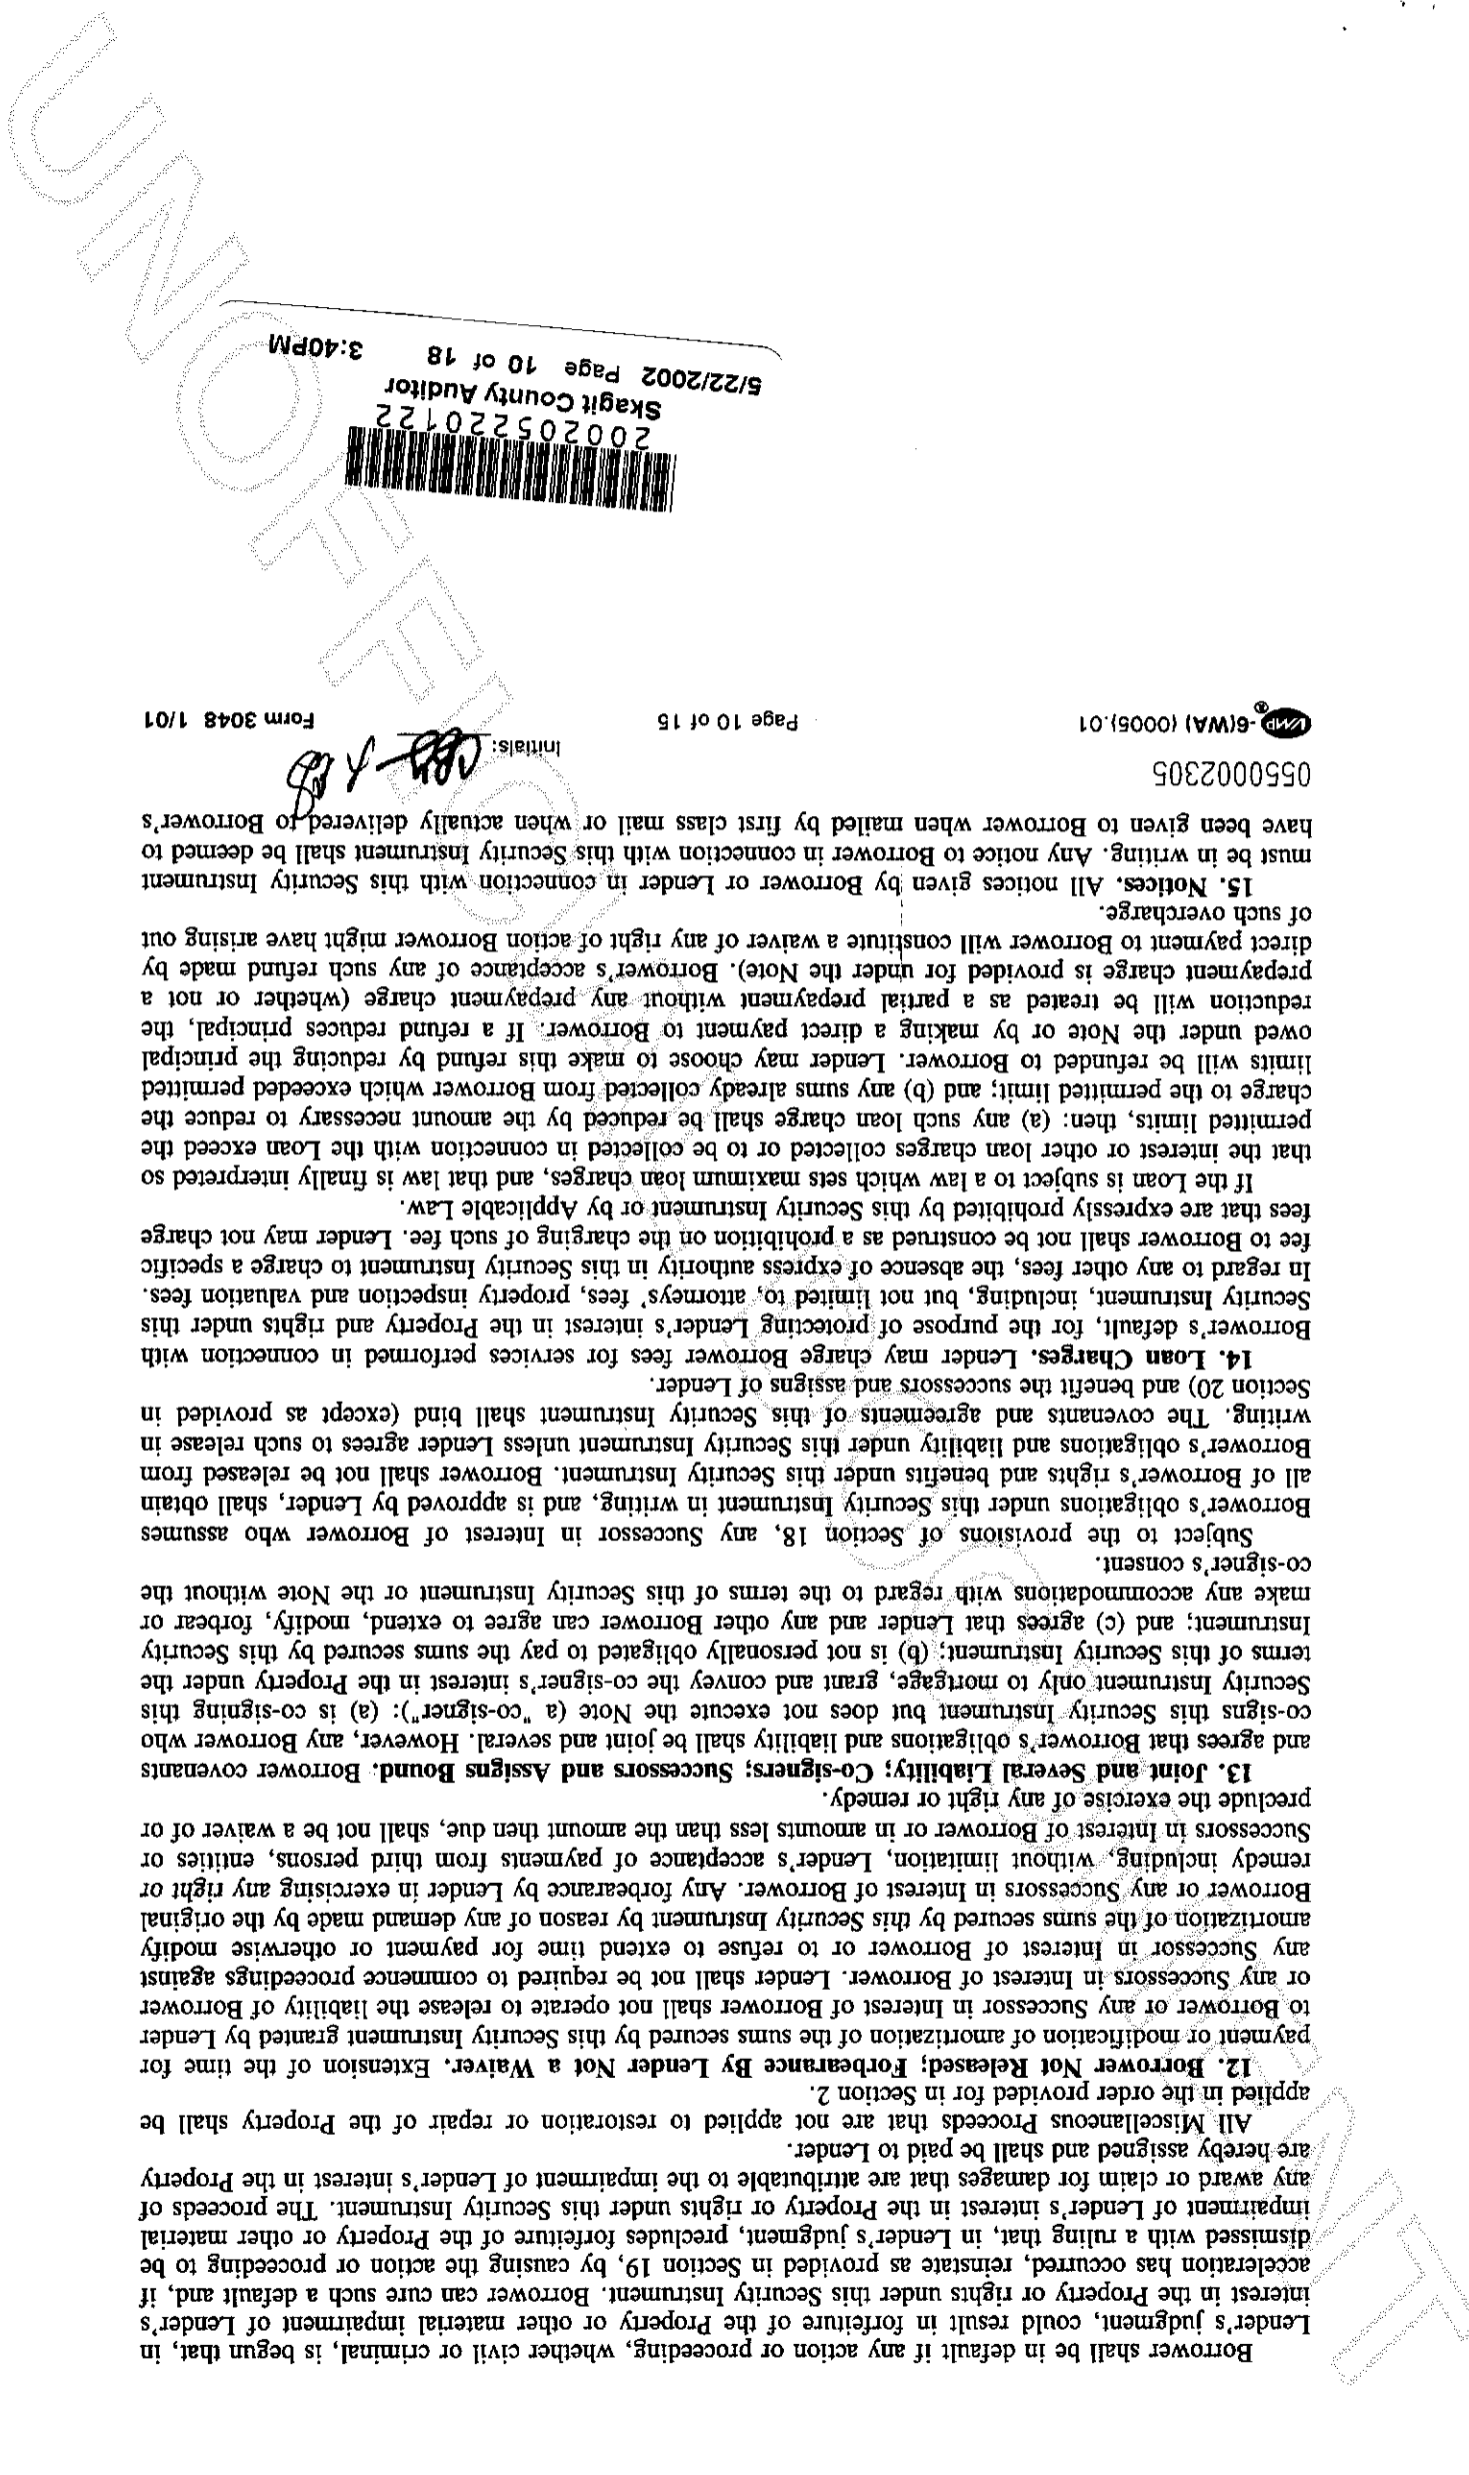 Borrower shall be in default if any action or proceeding, whether civil or criminal, is begun that, in
Lender's judgment, could result in forfeiture of the Property or other material impairment of Lender's
interest in the Property or rights under this Security Instrument. Borrower can cure such a default and, if
acceleration has occurred, reinstate as provided in Section 19, by causing the action or proceeding to be
dismissed with a ruling that, in Lender's judgment, precludes forfeiture of the Property or other material
impairment of Lender's interest in the Property or rights under this Security Instrument. The proceeds of
any award or claim for damages that are attributable to the impairment of Lender's interest in the Property
are hereby assigned and shall be paid to Lender.
All Miscellaneous Proceeds that are not applied to restoration or repair of the Property shall be
applied in the order provided for in Section 2.
12. Borrower Not Released; Forbearance By Lender Not a Waiver. Extension of the time for
payment or modification of amortization of the sums secured by this Security Instrument granted by Lender
to Borrower or any Successor in Interest of Borrower shall not operate to release the liability of Borrower
or any Successors in Interest of Borrower. Lender shall not be required to commence proceedings against
any Successor in Interest of Borrower or to refuse to extend time for payment or otherwise modify
amortization of the sums secured by this Security Instrument by reason of any demand made by the original
Borrower or any Successors in Interest of Borrower. Any forbearance by Lender in exercising any right or
remedy including, without limitation, Lender's acceptance of payments from third persons, entities or
Successors in Interest of Borrower or in amounts less than the amount then due, shall not be a waiver of or
preclude the exercise of any right or remedy.
13. Joint and Several Liability; Co-signers; Successors and Assigns Bound. Borrower covenants
and agrees that Borrower's obligations and liability shall be joint and several. However, any Borrower who
co-signs this Security Instrument but does not execute the Note (a "co-signer"): (a) is co-signing this
Security Instrument only to mortgage, grant and convey the co-signer's interest in the Property under the
terms of this Security Instrument; (b) is not personally obligated to pay the sums secured by this Security
Instrument; and (c) agrees that Lender and any other Borrower can agree to extend, modify, forbear or
make any accommodations with regard to the terms of this Security Instrument or the Note without the
co-signer's consent.
Subject to the provisions of Section 18, any Successor in Interest of Borrower who assumes
Borrower's obligations under this Security Instrument in writing, and is approved by Lender, shall obtain
all of Borrower's rights and benefits under this Security Instrument. Borrower shall not be released from
Borrower's obligations and liability under this Security Instrument unless Lender agrees to such release in
writing. The covenants and agreements of this Security Instrument shall bind (except as provided in
Section 20) and benefit the successors and assigns of Lender.
14. Loan Charges. Lender may charge Borrower fees for services performed in connection with
Borrower's default, for the purpose of protecting Lender's interest in the Property and rights under this
Security Instrument, including, but not limited to, attorneys' fees, property inspection and valuation fees.
In regard to any other fees, the absence of express authority in this Security Instrument to charge a specific
fee to Borrower shall not be construed as a prohibition on the charging of such fee. Lender may not charge
fees that are expressly prohibited by this Security Instrument or by Applicable Law.
If the Loan is subject to a law which sets maximum loan charges, and that law is finally interpreted so
that the interest or other loan charges collected or to be collected in connection with the Loan exceed the
permitted limits, then: (a) any such loan charge shall be reduced by the amount necessary to reduce the
charge to the permitted limit; and (b) any sums already collected from Borrower which exceeded permitted
limits will be refunded to Borrower. Lender may choose to make this refund by reducing the principal
owed under the Note or by making a direct payment to Borrower. If a refund reduces principal, the
reduction will be treated as a partial prepayment without any prepayment charge (whether or not a
prepayment charge is provided for under the Note). Borrower's acceptance of any such refund made by
direct payment to Borrower will constitute a waiver of any right of action Borrower might have arising out
of such overcharge.
15. Notices. All notices given by Borrower or Lender in connection with this Security Instrument
must be in writing. Any notice to Borrower in connection with this Security Instrument shall be deemed to
have been given to Borrower when mailed by first class mail or when actually delivered to Borrower's
0550002305
Initials:
VMP®-6(WA) (0005).01 Page 10 of 15 Form 3048 1/01
200205220122
Skagit County Auditor
5/22/2002 Page 10 of 18 3:40PM
UNOFFICIAL DOCUMENT